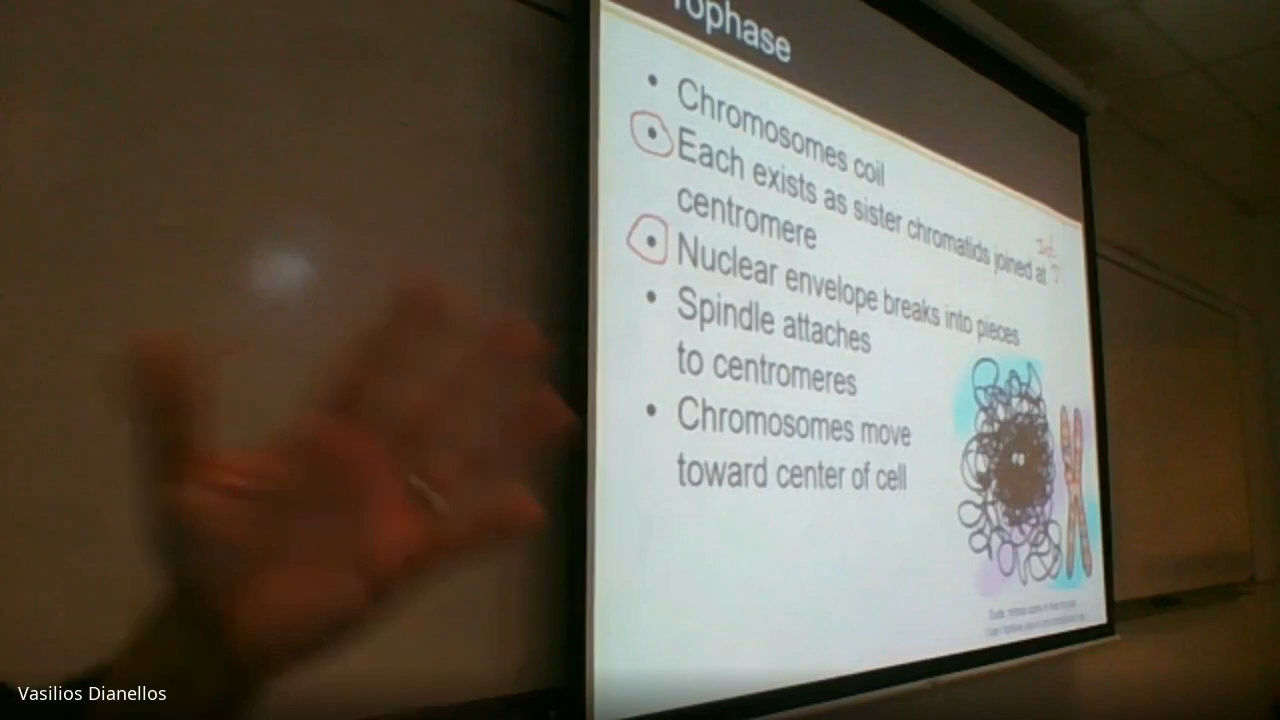 rophase
• Chromosomes coil
• Each exists as sister chromatids joined at
centromere
• Nuclear envelope breaks into pieces
• Spindle attaches
to centromeres
• Chromosomes move
toward center of cell
Vasilios Dianellos